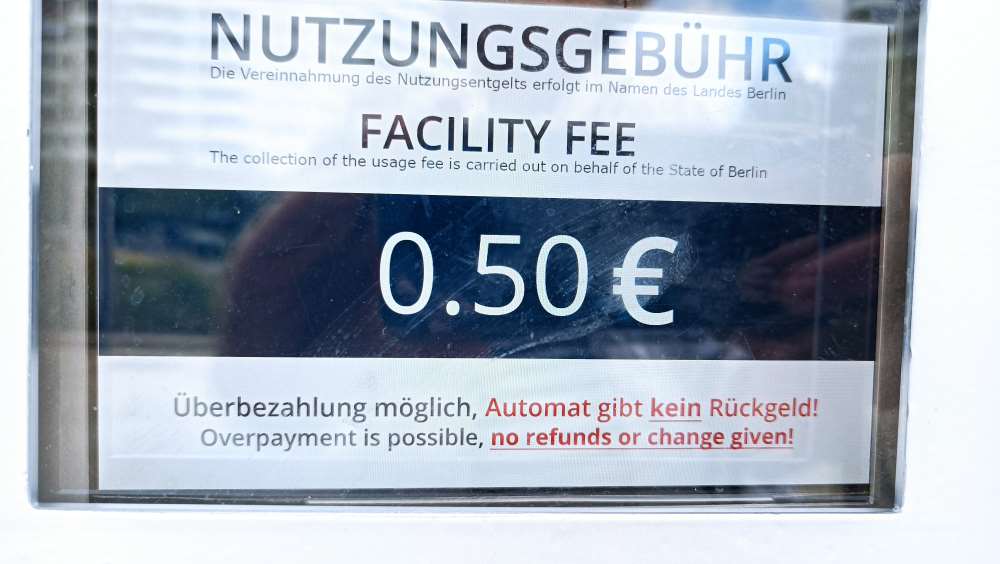 NUTZUNGSGEBÜHR
Die Vereinnahmung des Nutzungsentgelts erfolgt im Namen des Landes Berlin
FACILITY FEE
The collection of the usage fee is carried out on behalf of the State of Berlin
0.50 €
Überbezahlung möglich, Automat gibt kein Rückgeld!
Overpayment is possible, no refunds or change given!